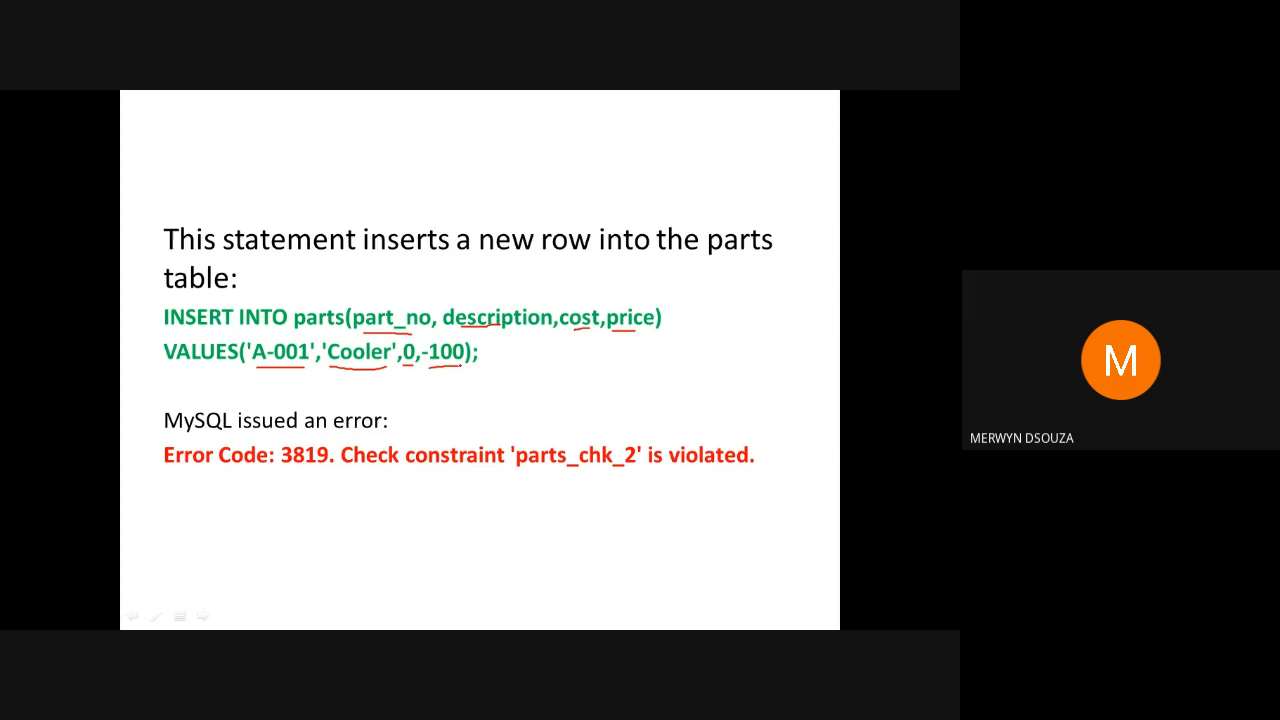 This statement inserts a new row into the parts
table:
INSERT INTO parts(part_no, description,cost,price)
VALUES('A-001','Cooler',0,-100);
MySQL issued an error:
Error Code: 3819. Check constraint 'parts_chk_2' is violated.
M
MERWYN DSOUZA